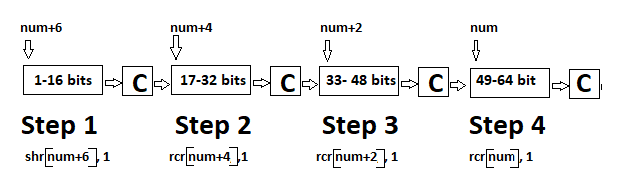 num+6 num+4 num+2 num
1-16 bits C 17-32 bits C 33- 48 bits C 49-64 bit C
Step 1 Step 2 Step 3 Step 4
shr[num+6], 1 rcr[num+4],1 rcr[num+2], 1 rcr[num], 1